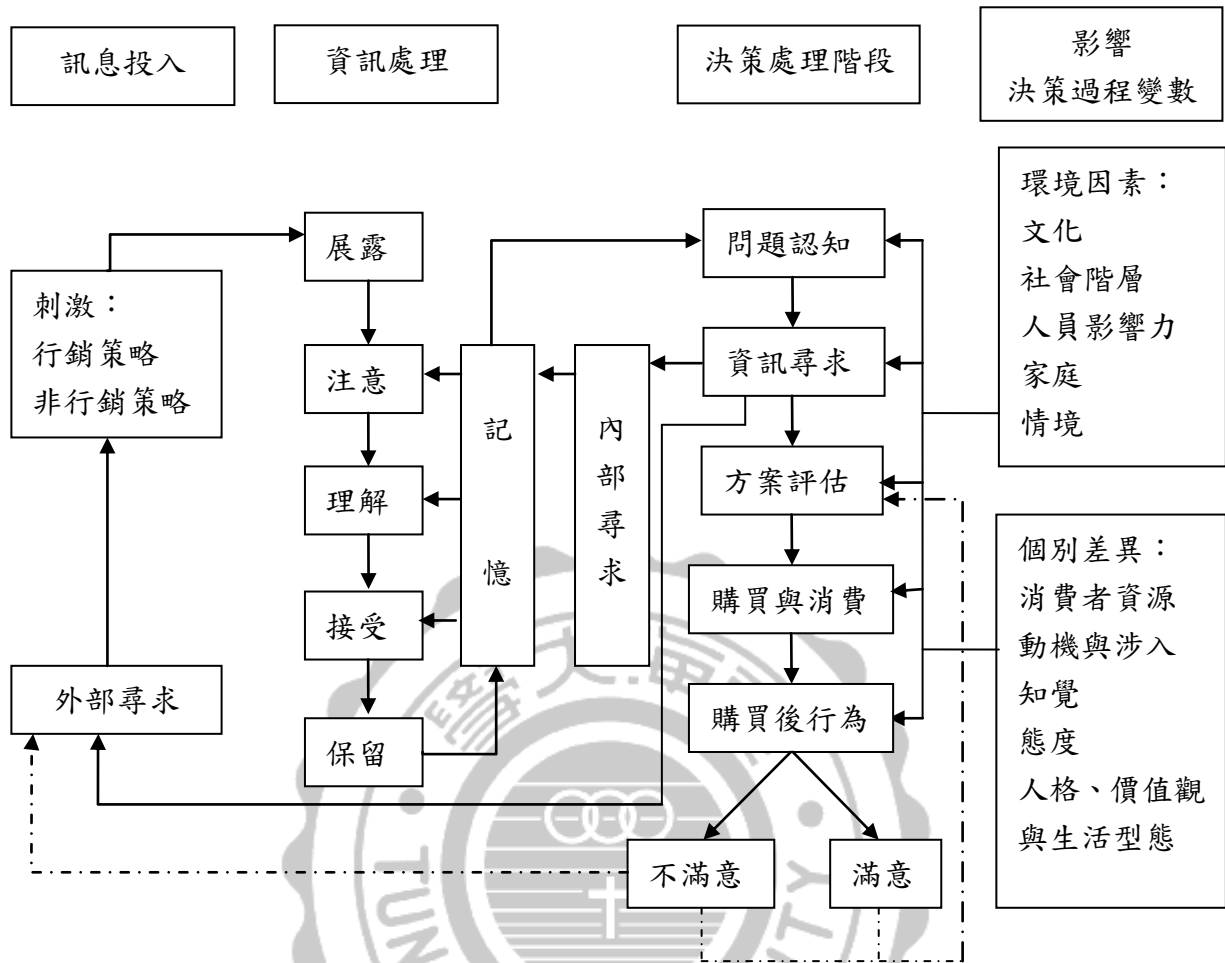 訊息投入
資訊處理
決策處理階段
影響
決策過程變數
刺激：
行銷策略
非行銷策略
外部尋求
展露
注意
理解
接受
保留
記憶
內部尋求
問題認知
資訊尋求
方案評估
購買與消費
購買後行為
不滿意
滿意
環境因素：
文化
社會階層
人員影響力
家庭
情境
個別差異：
消費者資源
動機與涉入
知覺
態度
人格、價值觀
與生活型態